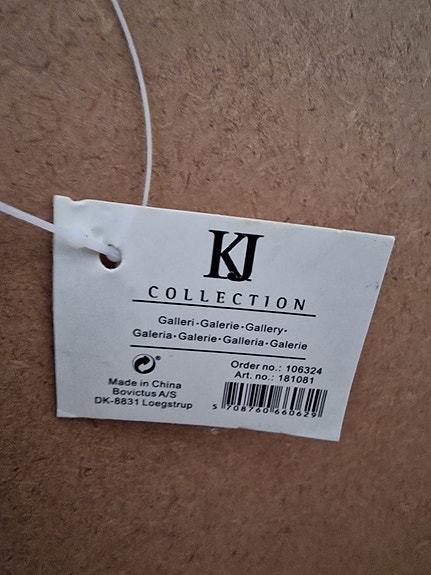 KJ
COLLECTION
Galleri·Galerie·Gallery·
Galeria·Galerie·Galleria·Galerie
Order no.: 106324
Art. no.: 181081
Made in China
Bovictus A/S
DK-8831 Loegstrup
5 708760 660629